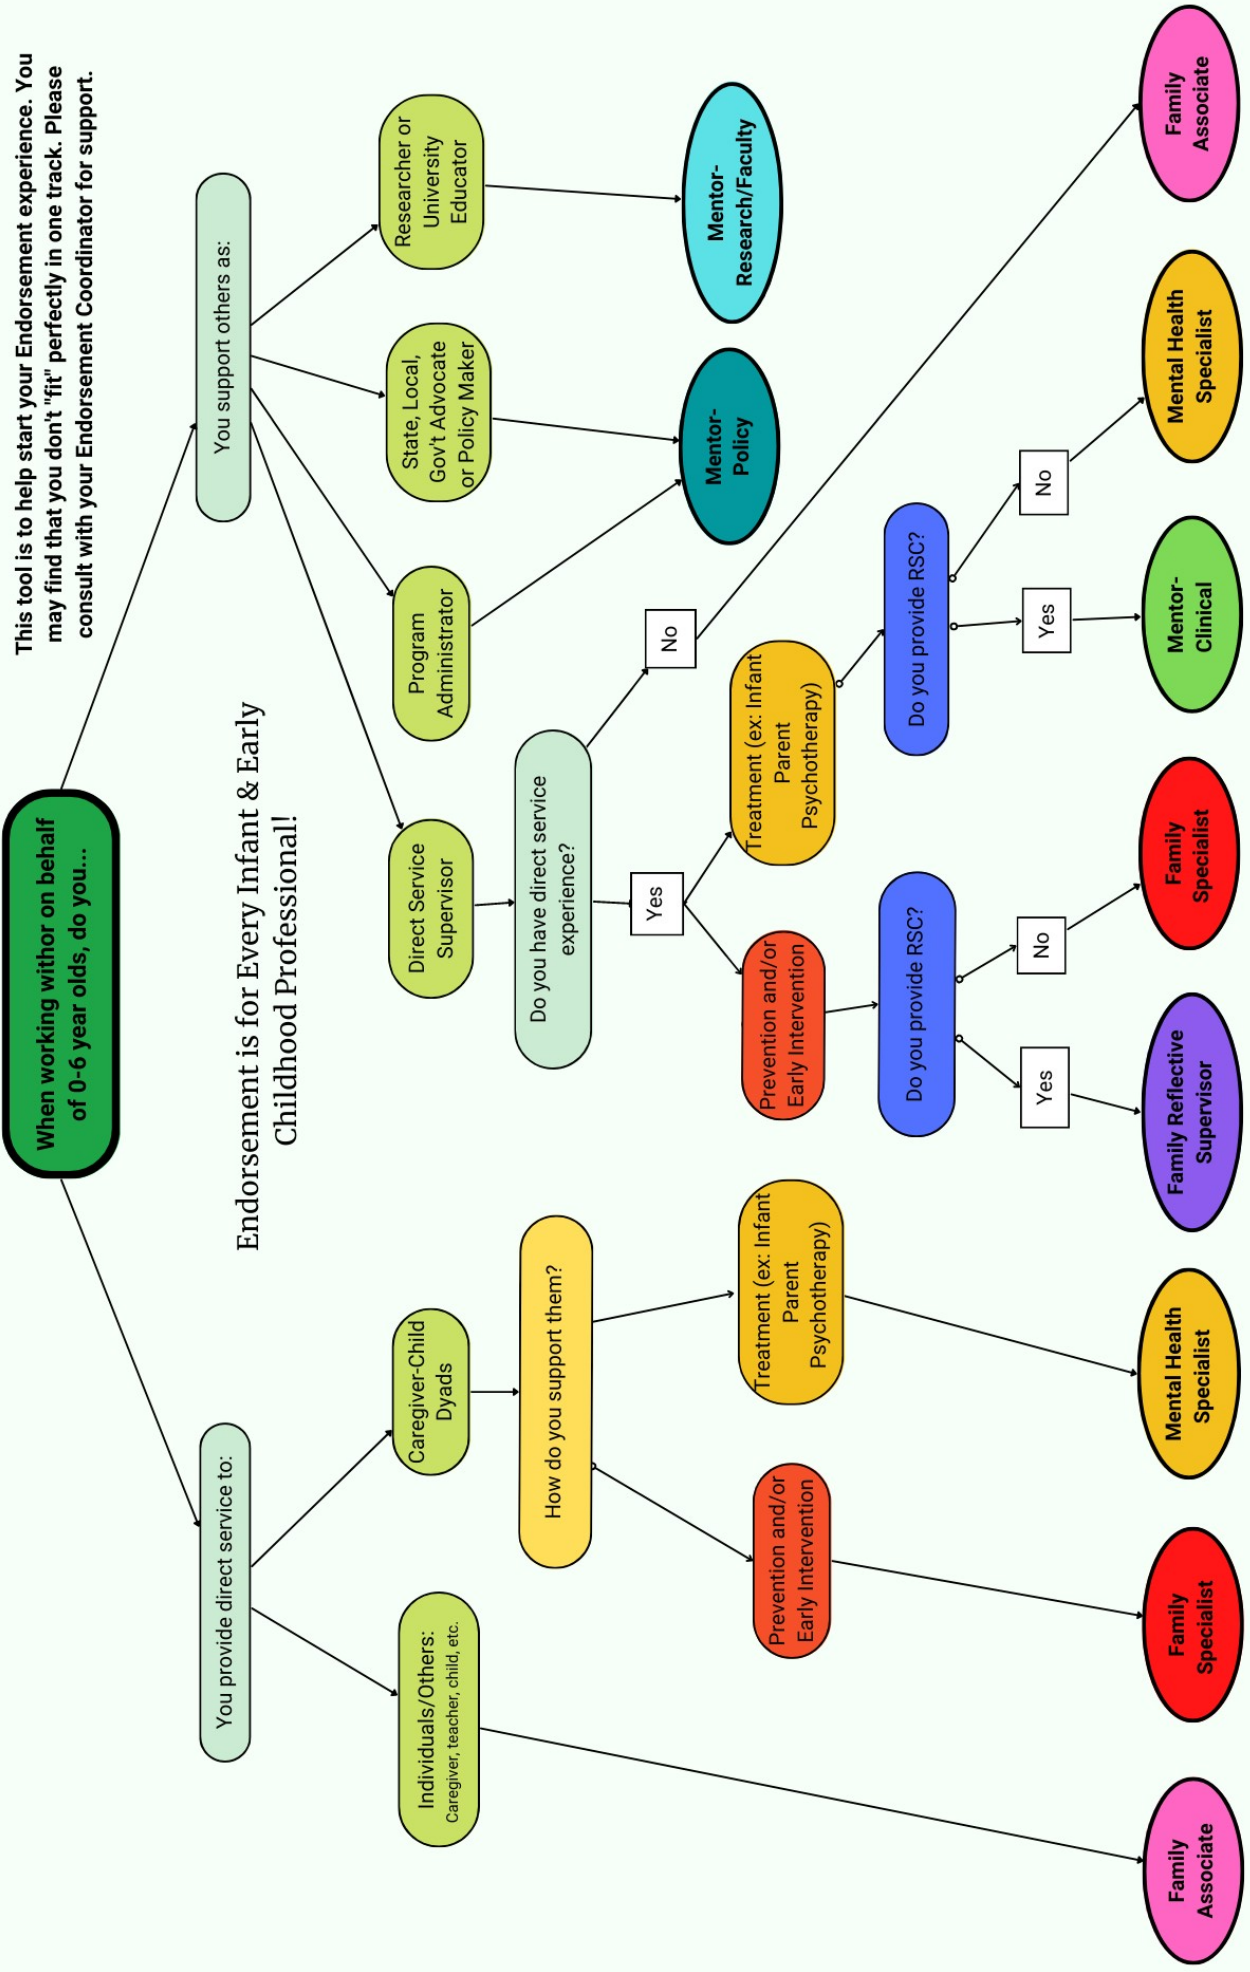 This tool is to help start your Endorsement experience. You
may find that you don't "fit" perfectly in one track. Please
consult with your Endorsement Coordinator for support.
When working withor on behalf
of 0-6 year olds, do you...
You provide direct service to:
You support others as:
Endorsement is for Every Infant & Early
Childhood Professional!
Individuals/Others:
Caregiver, teacher, child, etc.
Caregiver-Child
Dyads
Direct Service
Supervisor
Program
Administrator
State, Local,
Gov't Advocate
or Policy Maker
Researcher or
University
Educator
How do you support them?
Do you have direct service
experience?
Yes
No
Mentor-
Policy
Mentor-
Research/Faculty
Prevention and/or
Early Intervention
Treatment (ex: Infant
Parent
Psychotherapy)
Prevention and/or
Early Intervention
Treatment (ex: Infant
Parent
Psychotherapy)
Do you provide RSC?
Do you provide RSC?
Yes
No
Yes
No
Family
Associate
Family
Specialist
Mental Health
Specialist
Family Reflective
Supervisor
Family
Specialist
Mentor-
Clinical
Mental Health
Specialist
Family
Associate